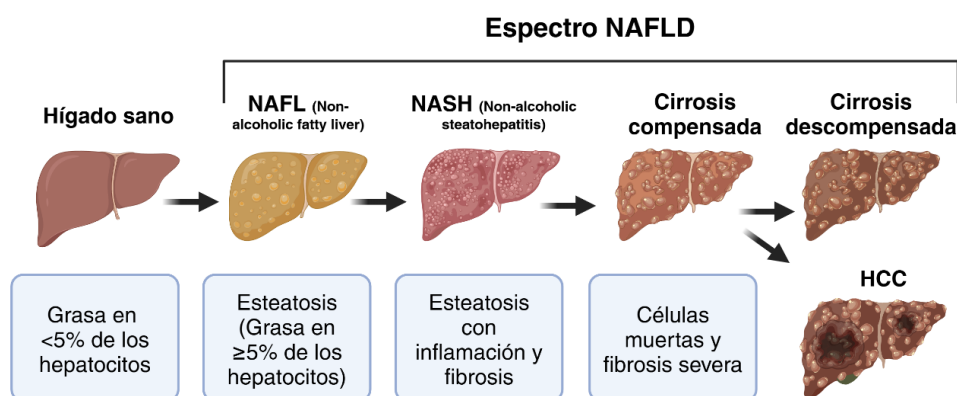 Espectro NAFLD
Hígado sano
NAFL (Non-
alcoholic fatty liver)
NASH (Non-alcoholic
steatohepatitis)
Cirrosis
compensada
Cirrosis
descompensada
HCC
Grasa en
<5% de los
hepatocitos
Esteatosis
(Grasa en
≥5% de los
hepatocitos)
Esteatosis
con
inflamación y
fibrosis
Células
muertas y
fibrosis severa